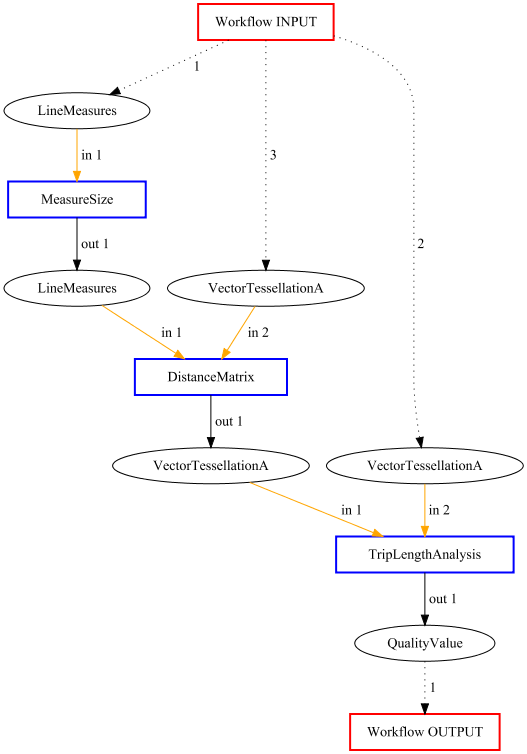 Workflow INPUT
1
LineMeasures
in 1
3
MeasureSize
out 1
2
LineMeasures
VectorTessellationA
in 1
in 2
DistanceMatrix
out 1
VectorTessellationA
VectorTessellationA
in 1
in 2
TripLengthAnalysis
out 1
QualityValue
1
Workflow OUTPUT